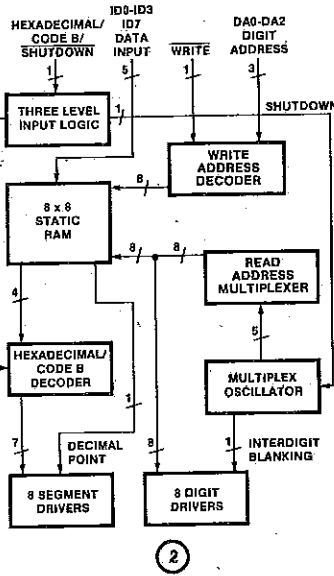 HEXADECIMAL/
CODE B/
SHUTDOWN
ID0-ID3
ID7
DATA
INPUT
WRITE
DA0-DA2
DIGIT
ADDRESS
1
5
1
3
THREE LEVEL
INPUT LOGIC
1
SHUTDOWN
WRITE
ADDRESS
DECODER
8
8 x 8
STATIC
RAM
8
8
READ
ADDRESS
MULTIPLEXER
4
5
HEXADECIMAL/
CODE B
DECODER
1
MULTIPLEX
OSCILLATOR
7
DECIMAL
POINT
8
1
INTERDIGIT
BLANKING
8 SEGMENT
DRIVERS
8 DIGIT
DRIVERS
2